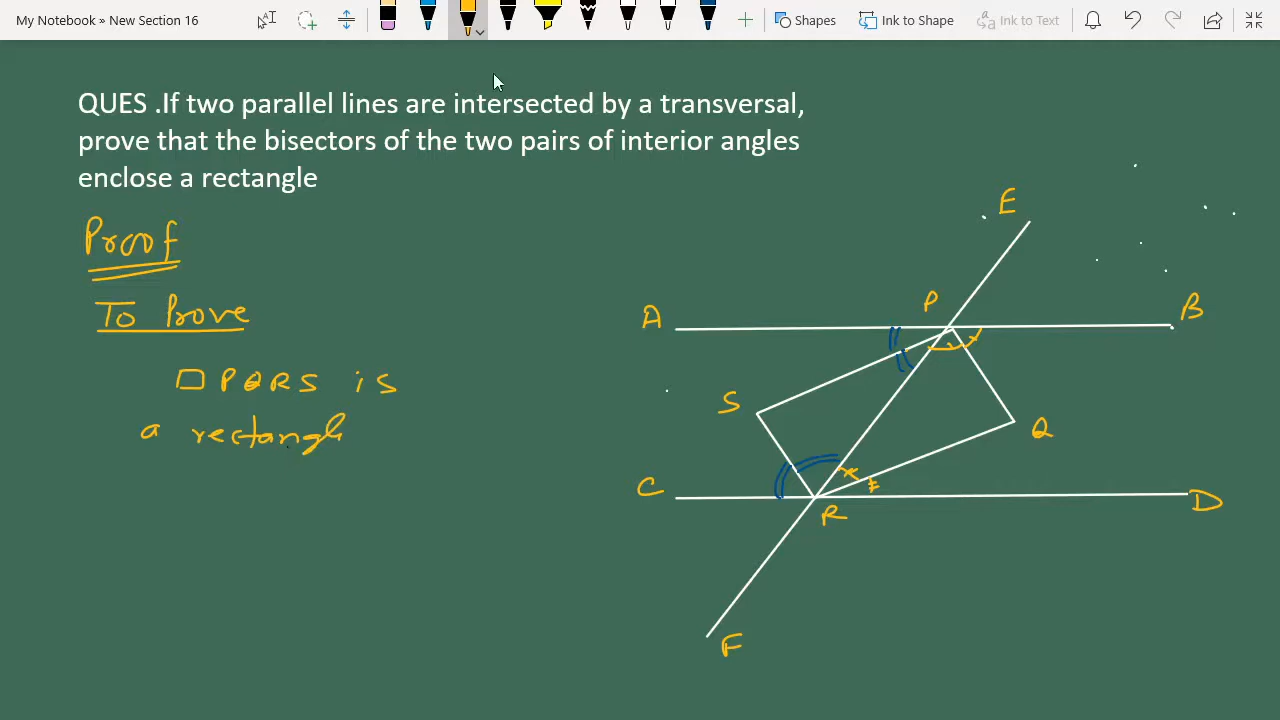 My Notebook » New Section 16
Shapes
Ink to Shape
Ink to Text
QUES .If two parallel lines are intersected by a transversal,
prove that the bisectors of the two pairs of interior angles
enclose a rectangle
Proof
To Prove
□ PQRS is
a rectangle
E
P
A
B
S
Q
C
R
D
F